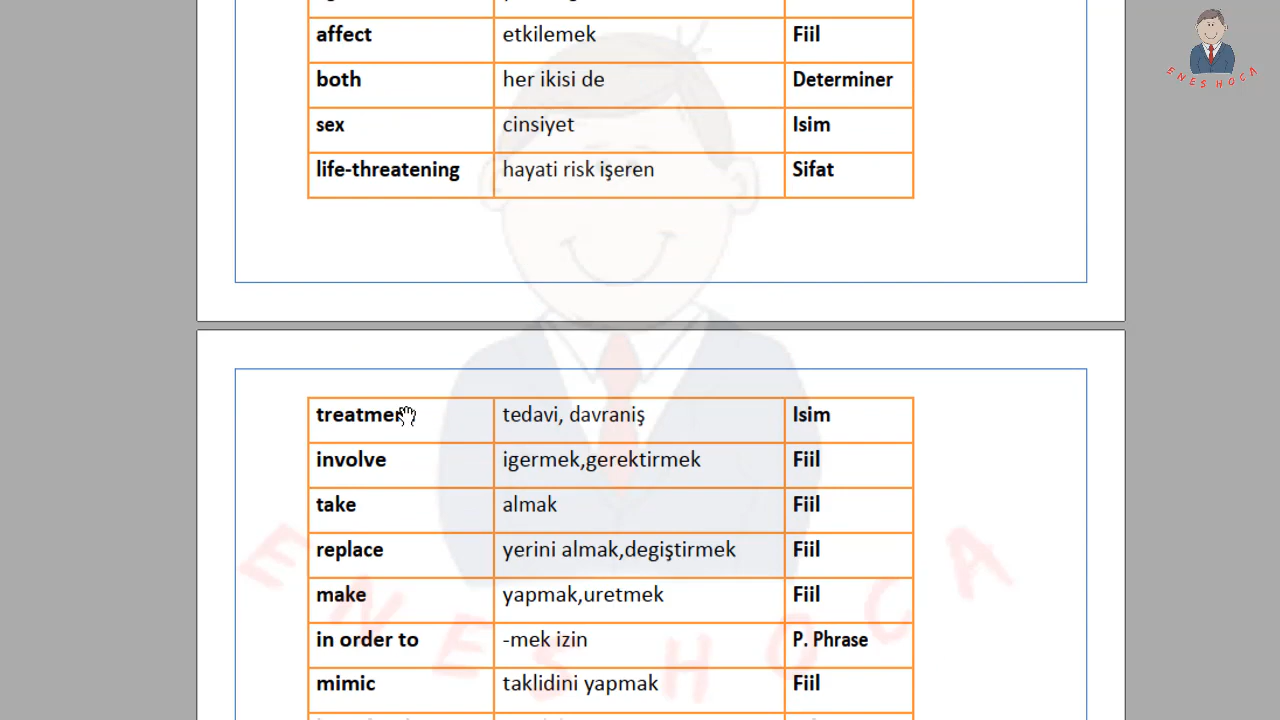 ENES HOCA
affect etkilemek Fiil
both her ikisi de Determiner
sex cinsiyet Isim
life-threatening hayati risk işeren Sifat
tedavi, davraniş Isim
involve igermek,gerektirmek Fiil
take almak Fiil
replace yerini almak,degiştirmek Fiil
make yapmak,uretmek Fiil
in order to -mek izin P. Phrase
mimic taklidini yapmak Fiil
ENES HOCA